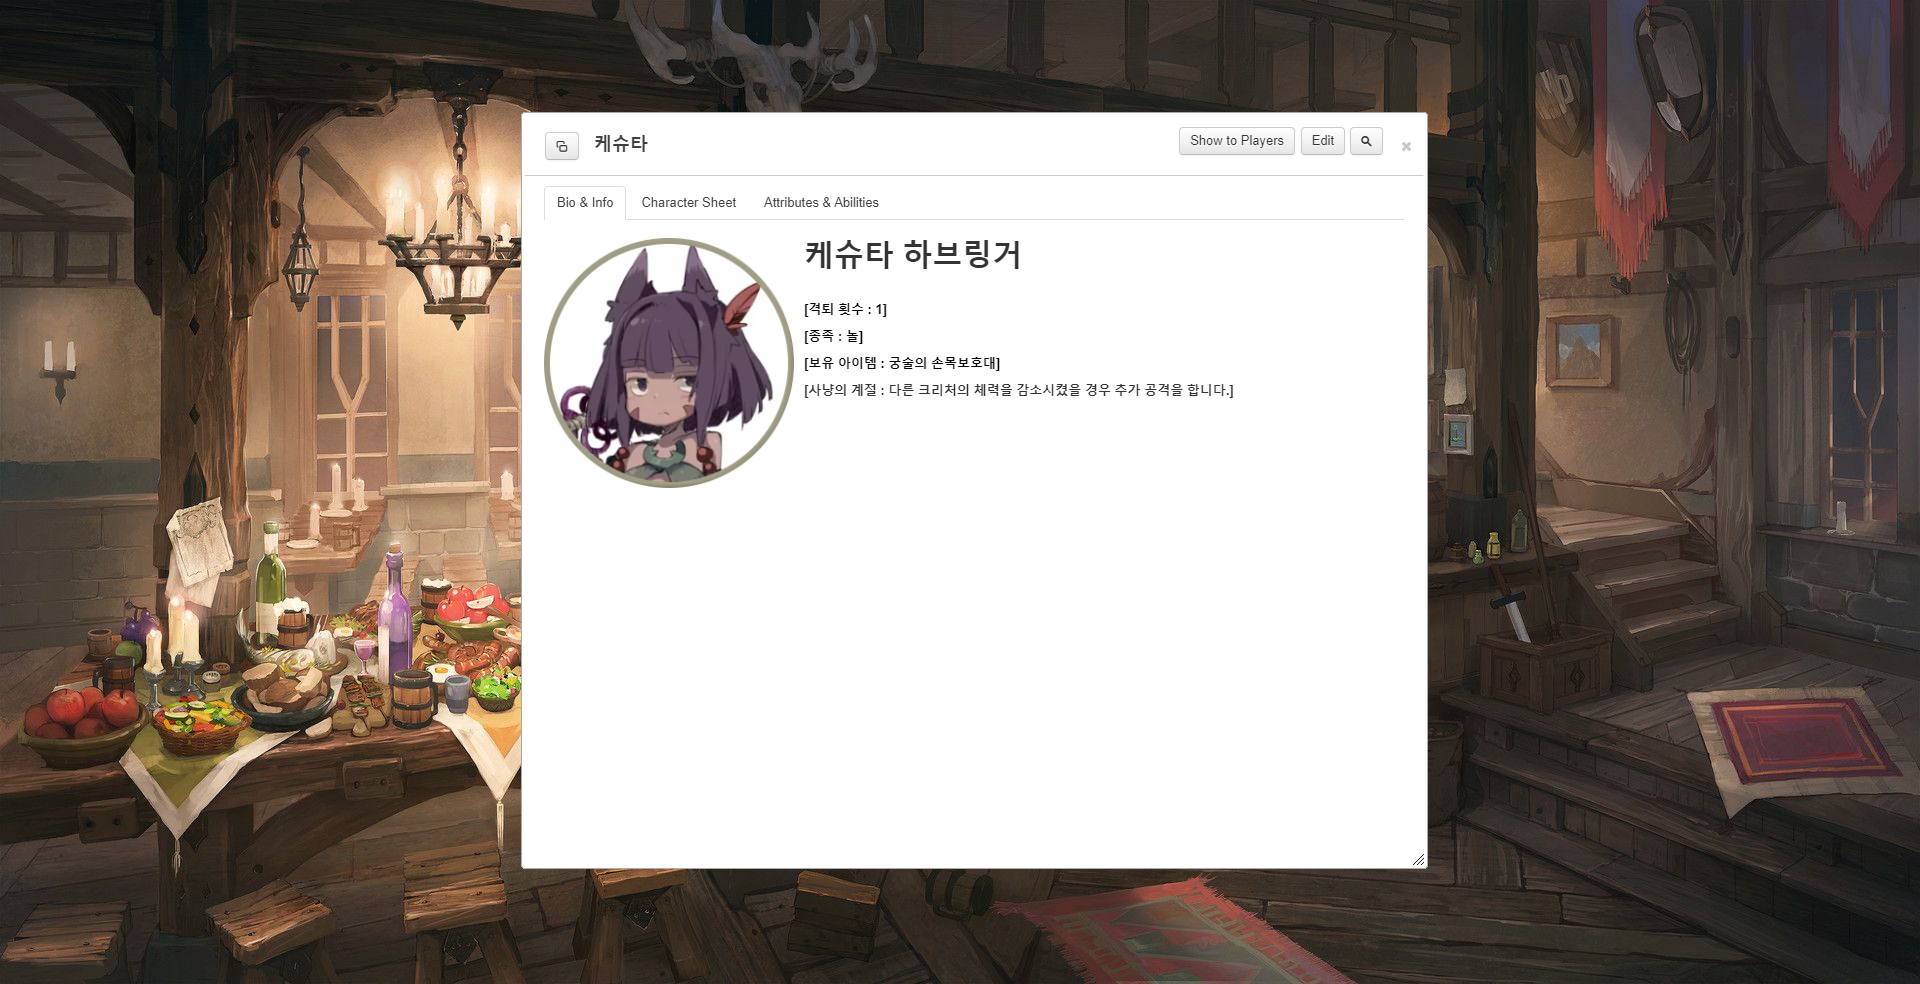 케슈타
Show to Players
Edit
Bio & Info
Character Sheet
Attributes & Abilities
케슈타 하브링거
[격퇴 횟수 : 1]
[종족 : 놀]
[보유 아이템 : 궁술의 손목보호대]
[사냥의 계절 : 다른 크리처의 체력을 감소시켰을 경우 추가 공격을 합니다.]